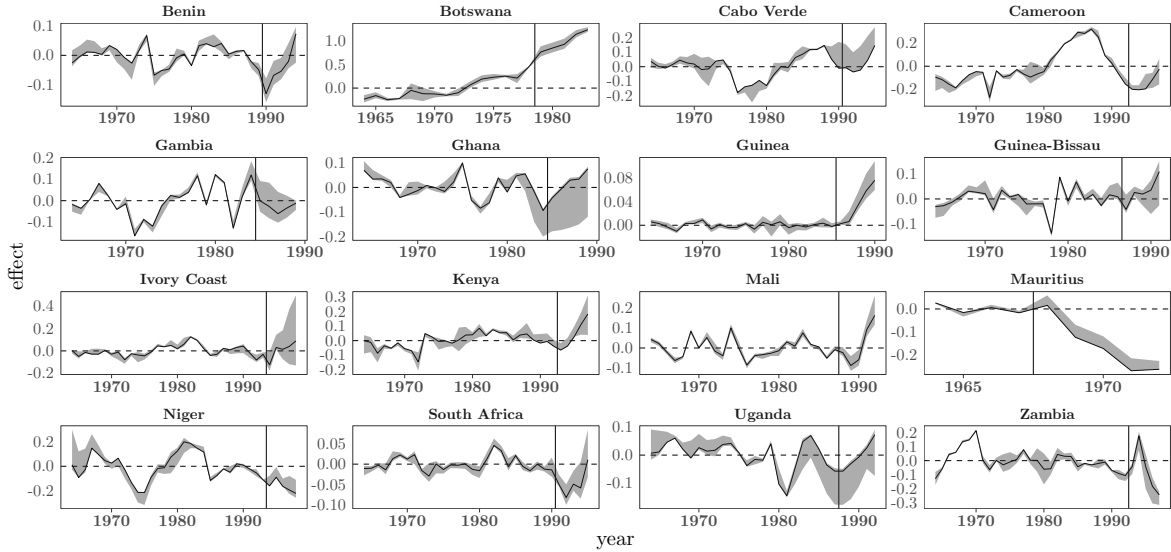 Benin Botswana Cabo Verde Cameroon
0.1 0.0 -0.1
1.0 0.5 0.0
0.2 0.1 0.0 -0.1 -0.2
0.2 0.0 -0.2
1970 1980 1990
1965 1970 1975 1980
1970 1980 1990
1970 1980 1990
Gambia Ghana Guinea Guinea-Bissau
0.2 0.1 0.0 -0.1
0.1 0.0 -0.1 -0.2
0.08 0.04 0.00
0.1 0.0 -0.1
1970 1980 1990
1970 1980 1990
1970 1980 1990
1970 1980 1990
effect
Ivory Coast Kenya Mali Mauritius
0.4 0.2 0.0 -0.2
0.3 0.2 0.1 0.0 -0.1 -0.2
0.2 0.1 0.0 -0.1
0.0 -0.1 -0.2
1970 1980 1990
1970 1980 1990
1970 1980 1990
1965 1970
Niger South Africa Uganda Zambia
0.2 0.0 -0.2
0.05 0.00 -0.05 -0.10
0.1 0.0 -0.1
0.2 0.1 0.0 -0.1 -0.2 -0.3
1970 1980 1990
1970 1980 1990
1970 1980 1990
1970 1980 1990
year